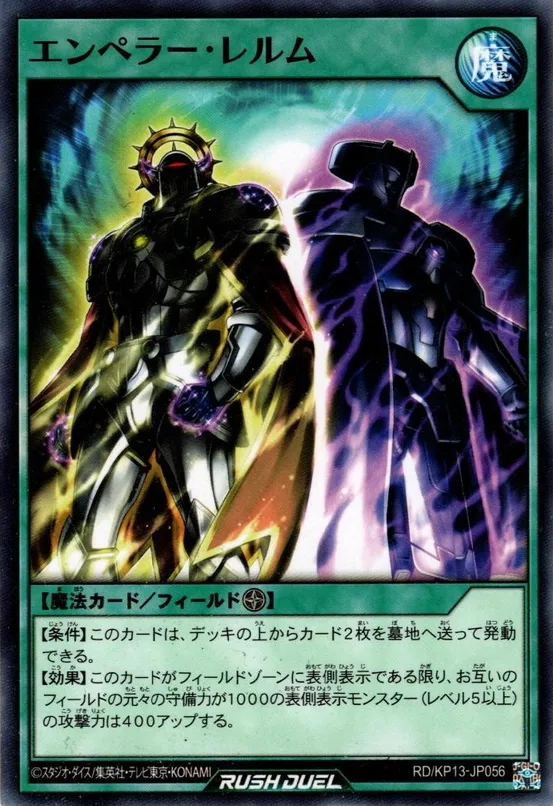 エンペラー・レルム
魔
【魔法カード/フィールド】
【条件】このカードは、デッキの上からカード2枚を墓地へ送って発動
できる。
【効果】このカードがフィールドゾーンに表側表示である限り、お互いの
フィールドの元々の守備力が1000の表側表示モンスター(レベル5以上)
の攻撃力は400アップする。
©スタジオ・ダイス/集英社・テレビ東京・KONAMI
RUSH DUEL
RD/KP13-JP056